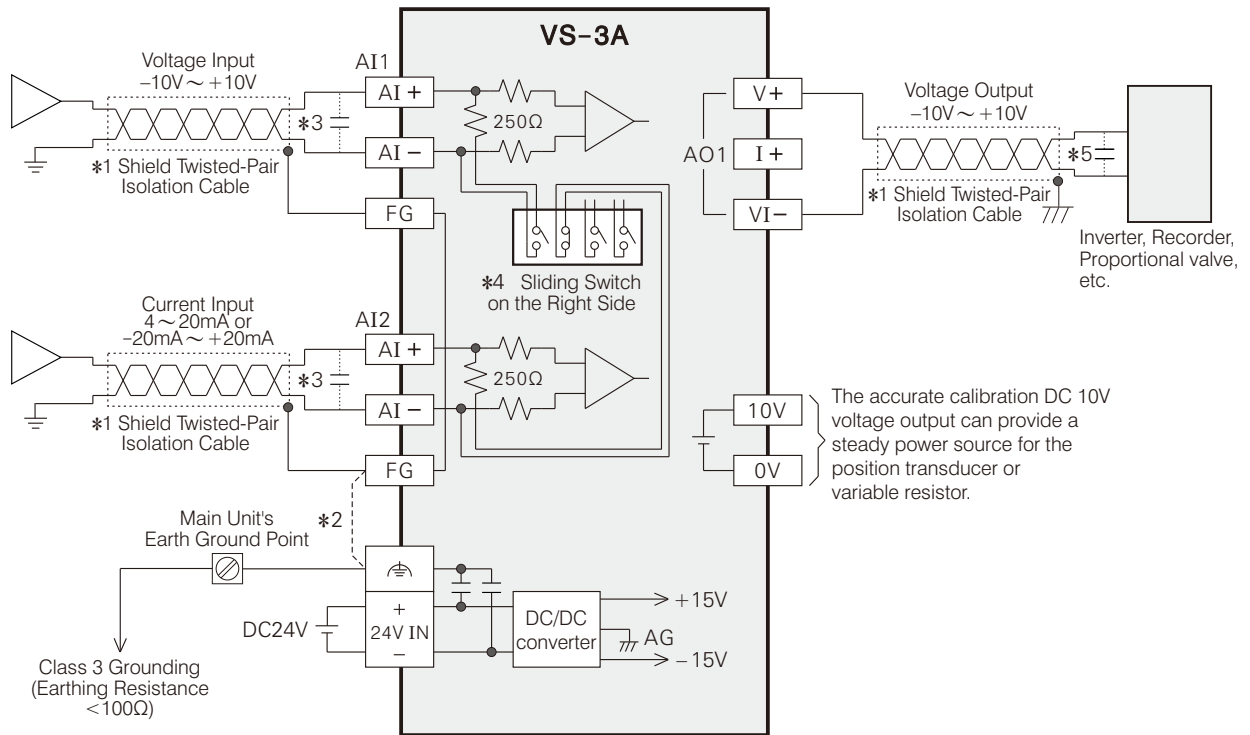 VS-3A
Voltage Input
-10V～+10V
AI1
AI +
*3
250Ω
AI -
*1 Shield Twisted-Pair
Isolation Cable
FG
*4 Sliding Switch
on the Right Side
V+
AO1
I+
VI-
Voltage Output
-10V～+10V
*5
*1 Shield Twisted-Pair
Isolation Cable
Inverter, Recorder,
Proportional valve,
etc.
Current Input
4～20mA or
-20mA～+20mA
AI2
AI +
*3
250Ω
AI -
*1 Shield Twisted-Pair
Isolation Cable
FG
10V
0V
The accurate calibration DC 10V
voltage output can provide a
steady power source for the
position transducer or
variable resistor.
Main Unit's
Earth Ground Point
*2
DC24V
+
24V IN
-
DC/DC
converter
+15V
AG
-15V
Class 3 Grounding
(Earthing Resistance
<100Ω)